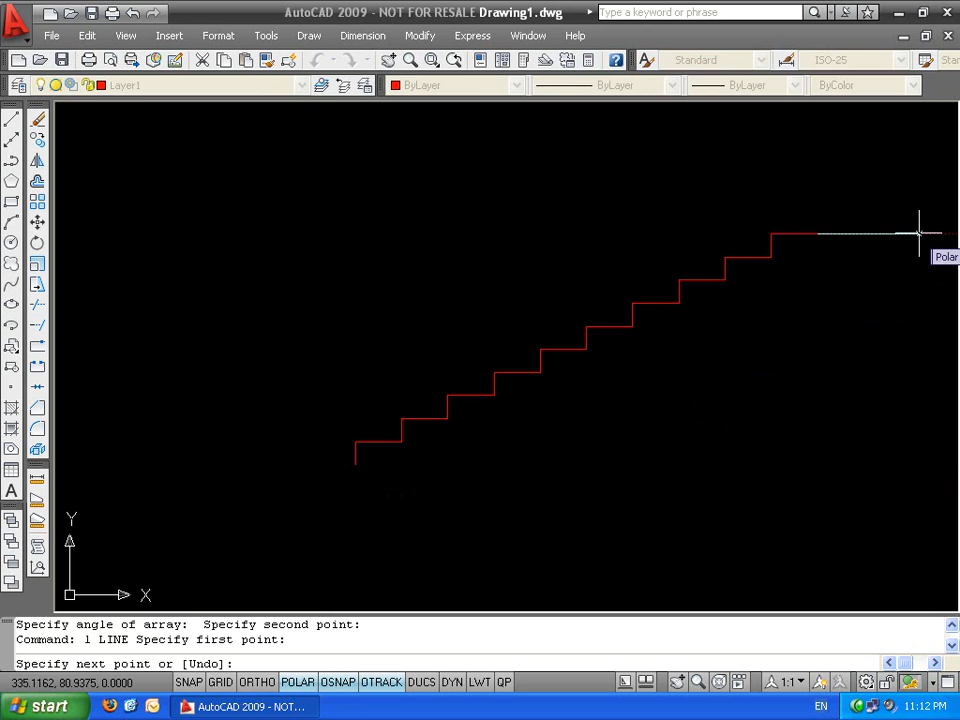 AutoCAD 2009 - NOT FOR RESALE Drawing1.dwg
Type a keyword or phrase
File Edit View Insert Format Tools Draw Dimension Modify Express Window Help
Standard ISO-25 Stan
Layer1 ByLayer ByLayer ByLayer ByColor
Polar
A
Y
X
Specify angle of array:  Specify second point:
Command: l LINE Specify first point:
Specify next point or [Undo]:
335.1162, 80.9375, 0.0000 SNAP GRID ORTHO POLAR OSNAP OTRACK DUCS DYN LWT QP 1:1
start AutoCAD 2009 - NOT... EN 11:12 PM